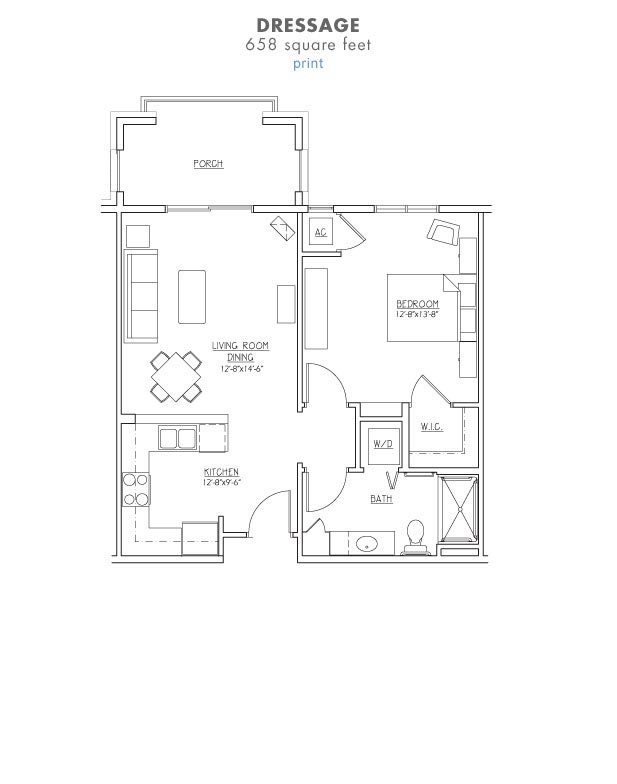 DRESSAGE
658 square feet
print
PORCH
AC
BEDROOM
12'-8"x13'-8"
LIVING ROOM
DINING
12'-8"x14'-6"
W.I.C.
W/D
KITCHEN
12'-8"x9'-6"
BATH